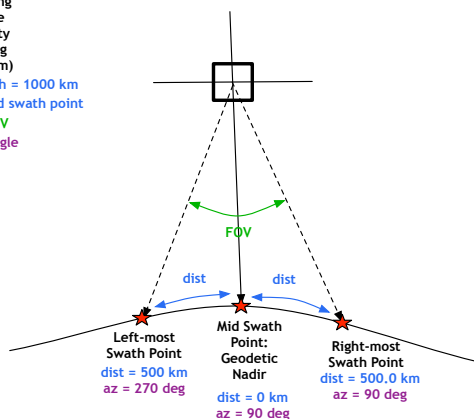 ng
e
ty
g
m)
h = 1000 km
d swath point
V
gle
FOV
dist
dist
Left-most
Swath Point
dist = 500 km
az = 270 deg
Mid Swath
Point:
Geodetic
Nadir
dist = 0 km
az = 90 deg
Right-most
Swath Point
dist = 500.0 km
az = 90 deg